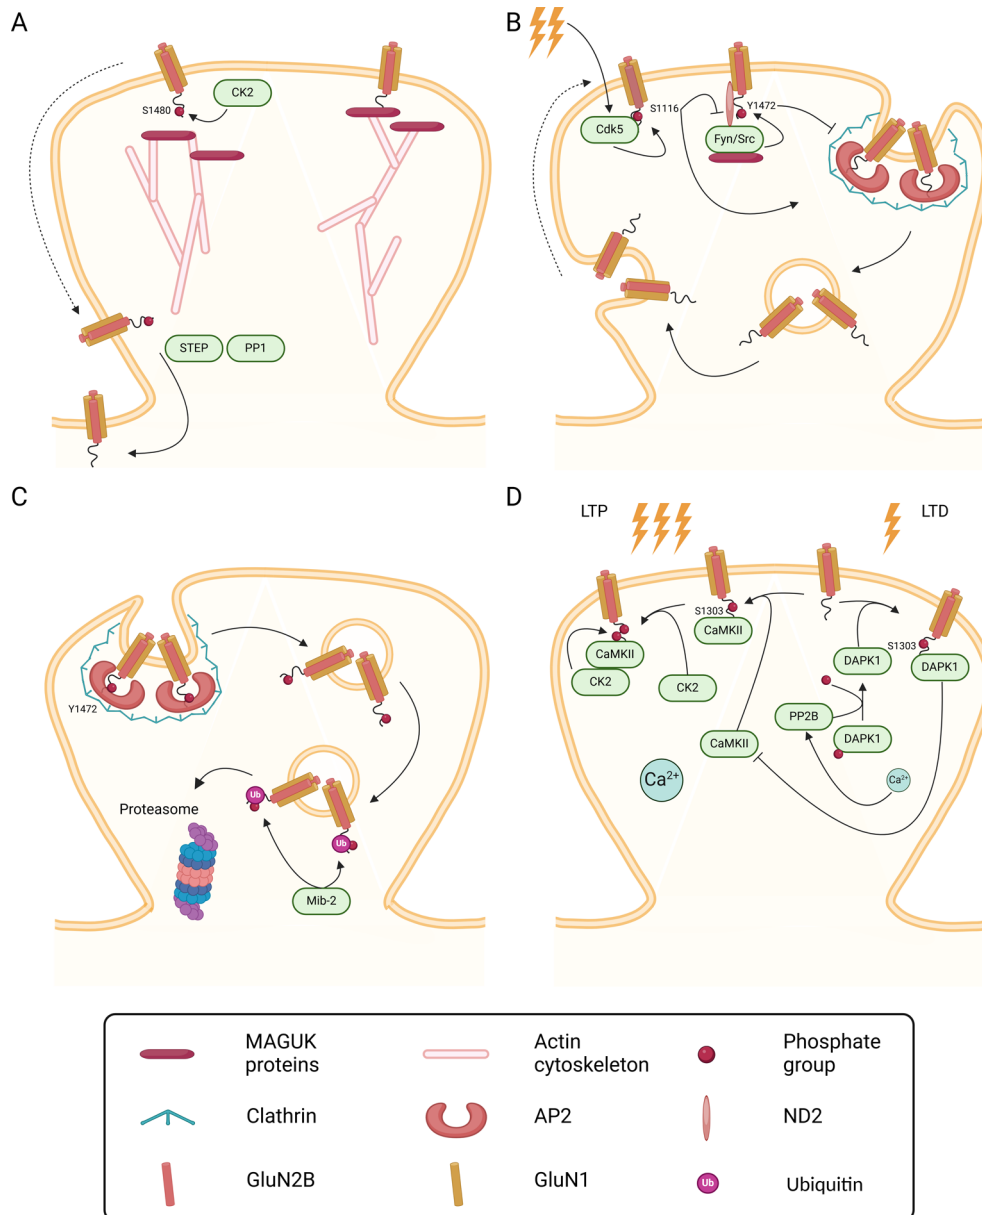 A
S1480
CK2
STEP
PP1
B
Cdk5
S1116
Y1472
Fyn/Src
C
Y1472
Proteasome
Ub
Ub
Mib-2
D
LTP
LTD
S1303
CaMKII
CaMKII
CK2
CK2
S1303
DAPK1
DAPK1
PP2B
DAPK1
CaMKII
Ca²⁺
Ca²⁺
MAGUK
proteins
Actin
cytoskeleton
Phosphate
group
Clathrin
AP2
ND2
GluN2B
GluN1
Ub
Ubiquitin